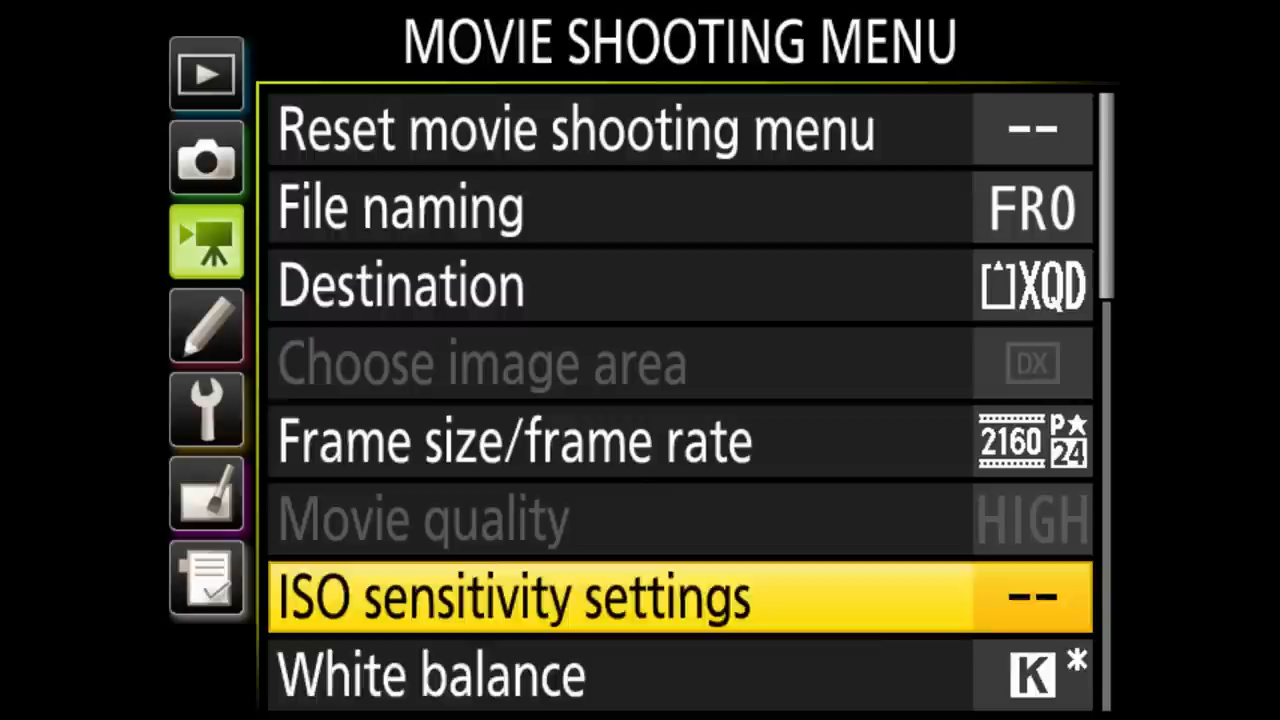 MOVIE SHOOTING MENU
Reset movie shooting menu --
File naming FR0
Destination XQD
Choose image area DX
Frame size/frame rate 2160 P★ 24
Movie quality HIGH
ISO sensitivity settings --
White balance K*